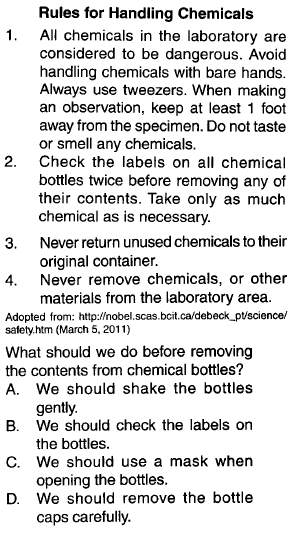 Rules for Handling Chemicals
1. All chemicals in the laboratory are
considered to be dangerous. Avoid
handling chemicals with bare hands.
Always use tweezers. When making
an observation, keep at least 1 foot
away from the specimen. Do not taste
or smell any chemicals.
2. Check the labels on all chemical
bottles twice before removing any of
their contents. Take only as much
chemical as is necessary.
3. Never return unused chemicals to their
original container.
4. Never remove chemicals, or other
materials from the laboratory area.
Adopted from: http://nobel.scas.bcit.ca/debeck_pt/science/
safety.htm (March 5, 2011)
What should we do before removing
the contents from chemical bottles?
A. We should shake the bottles
gently.
B. We should check the labels on
the bottles.
C. We should use a mask when
opening the bottles.
D. We should remove the bottle
caps carefully.